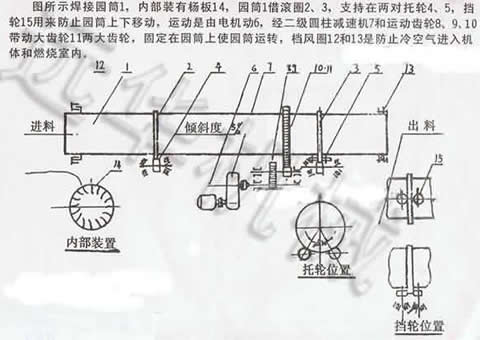 图所示焊接园筒1，内部装有杨板14，园筒1借滚圈2、3，支持在两对托轮4、5，挡
轮15用来防止园筒上下移动，运动是由电机动6，经二级圆柱减速机7和运动齿轮8、9、10
带动大齿轮11两大齿轮，固定在园筒上使园筒运转，档风圈12和13是防止冷空气进入机
体和燃烧室内。
12 1 2 4 6 7 89 10·11 3 5 13
进料
倾斜度
出料
14
15
内部装置
托轮位置
挡轮位置